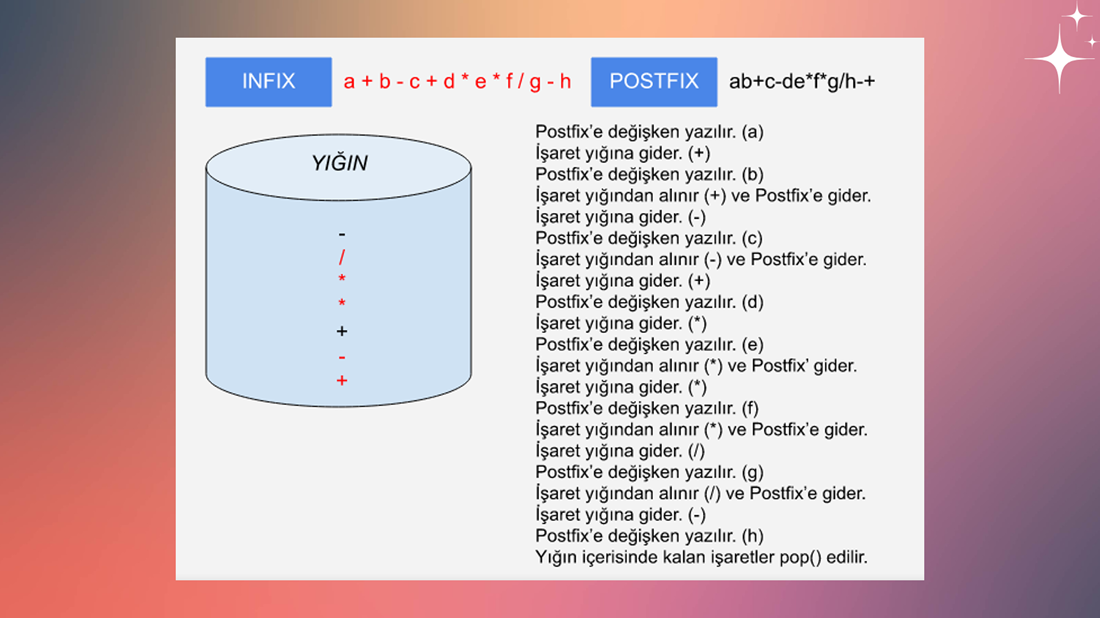 INFIX
a + b - c + d * e * f / g - h
POSTFIX
ab+c-de*f*g/h-+
YIĞIN
-
/
*
*
+
-
+
Postfix’e değişken yazılır. (a)
İşaret yığına gider. (+)
Postfix’e değişken yazılır. (b)
İşaret yığından alınır (+) ve Postfix’e gider.
İşaret yığına gider. (-)
Postfix’e değişken yazılır. (c)
İşaret yığından alınır (-) ve Postfix’e gider.
İşaret yığına gider. (+)
Postfix’e değişken yazılır. (d)
İşaret yığına gider. (*)
Postfix’e değişken yazılır. (e)
İşaret yığından alınır (*) ve Postfix’ gider.
İşaret yığına gider. (*)
Postfix’e değişken yazılır. (f)
İşaret yığından alınır (*) ve Postfix’e gider.
İşaret yığına gider. (/)
Postfix’e değişken yazılır. (g)
İşaret yığından alınır (/) ve Postfix’e gider.
İşaret yığına gider. (-)
Postfix’e değişken yazılır. (h)
Yığın içerisinde kalan işaretler pop() edilir.